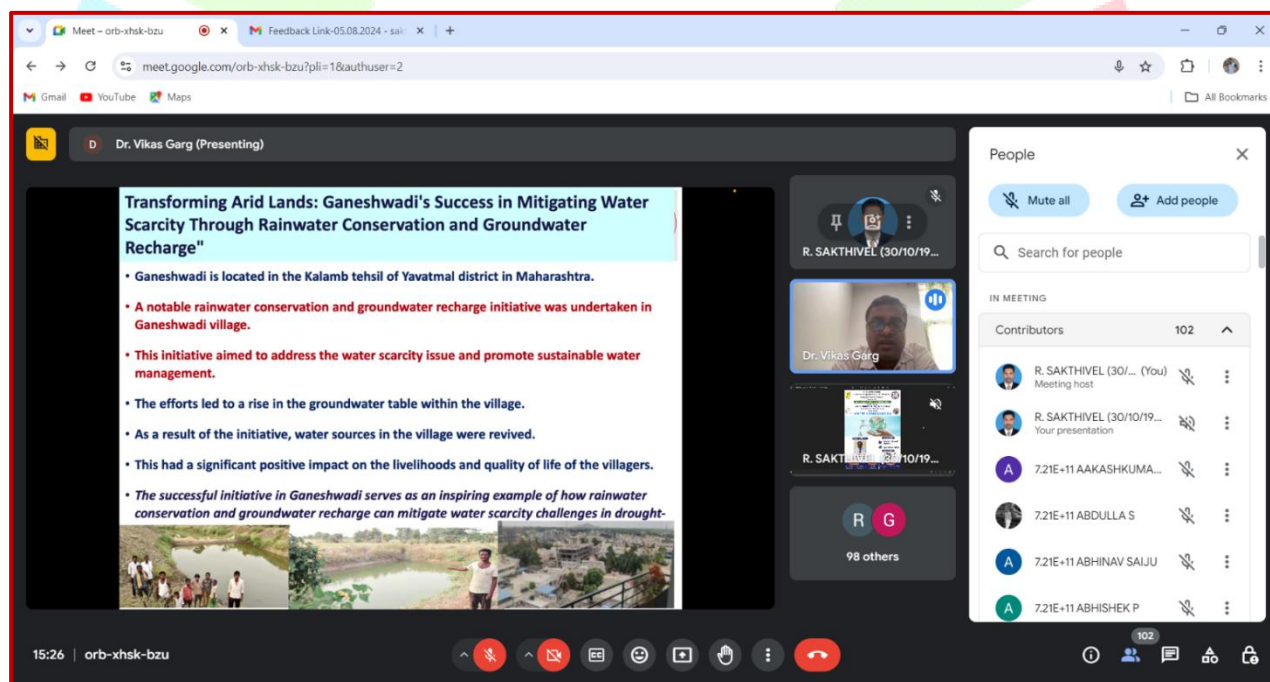 Meet – orb-xhsk-bzu
Feedback Link-05.08.2024 - sak
meet.google.com/orb-xhsk-bzu?pli=1&authuser=2
Gmail YouTube Maps
All Bookmarks
D Dr. Vikas Garg (Presenting)
Transforming Arid Lands: Ganeshwadi's Success in Mitigating Water
Scarcity Through Rainwater Conservation and Groundwater
Recharge"
• Ganeshwadi is located in the Kalamb tehsil of Yavatmal district in Maharashtra.
• A notable rainwater conservation and groundwater recharge initiative was undertaken in
Ganeshwadi village.
• This initiative aimed to address the water scarcity issue and promote sustainable water
management.
• The efforts led to a rise in the groundwater table within the village.
• As a result of the initiative, water sources in the village were revived.
• This had a significant positive impact on the livelihoods and quality of life of the villagers.
• The successful initiative in Ganeshwadi serves as an inspiring example of how rainwater
conservation and groundwater recharge can mitigate water scarcity challenges in drought-
R. SAKTHIVEL (30/10/19...
Dr. Vikas Garg
R. SAKTHIVEL (30/10/19...
R G
98 others
People
Mute all
Add people
Search for people
IN MEETING
Contributors 102
R. SAKTHIVEL (30/... (You)
Meeting host
R. SAKTHIVEL (30/10/19...
Your presentation
A 7.21E+11 AAKASHKUMA...
7.21E+11 ABDULLA S
A 7.21E+11 ABHINAV SAIJU
A 7.21E+11 ABHISHEK P
15:26 | orb-xhsk-bzu
CC
102